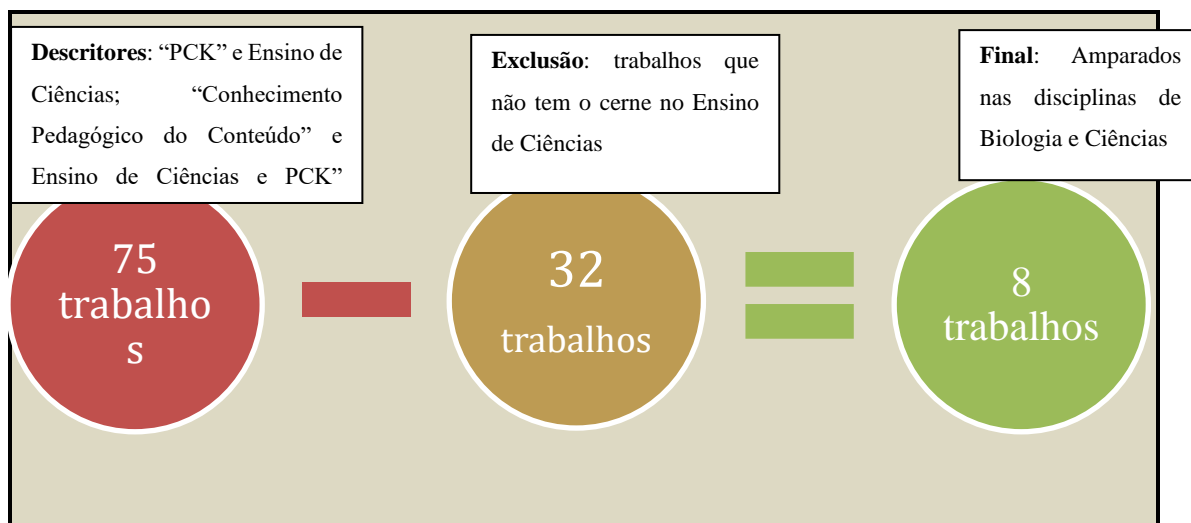 Descritores: “PCK” e Ensino de
Ciências; “Conhecimento
Pedagógico do Conteúdo” e
Ensino de Ciências e PCK”
Exclusão: trabalhos que
não tem o cerne no Ensino
de Ciências
Final: Amparados
nas disciplinas de
Biologia e Ciências
75
trabalho
s
32
trabalhos
8
trabalhos